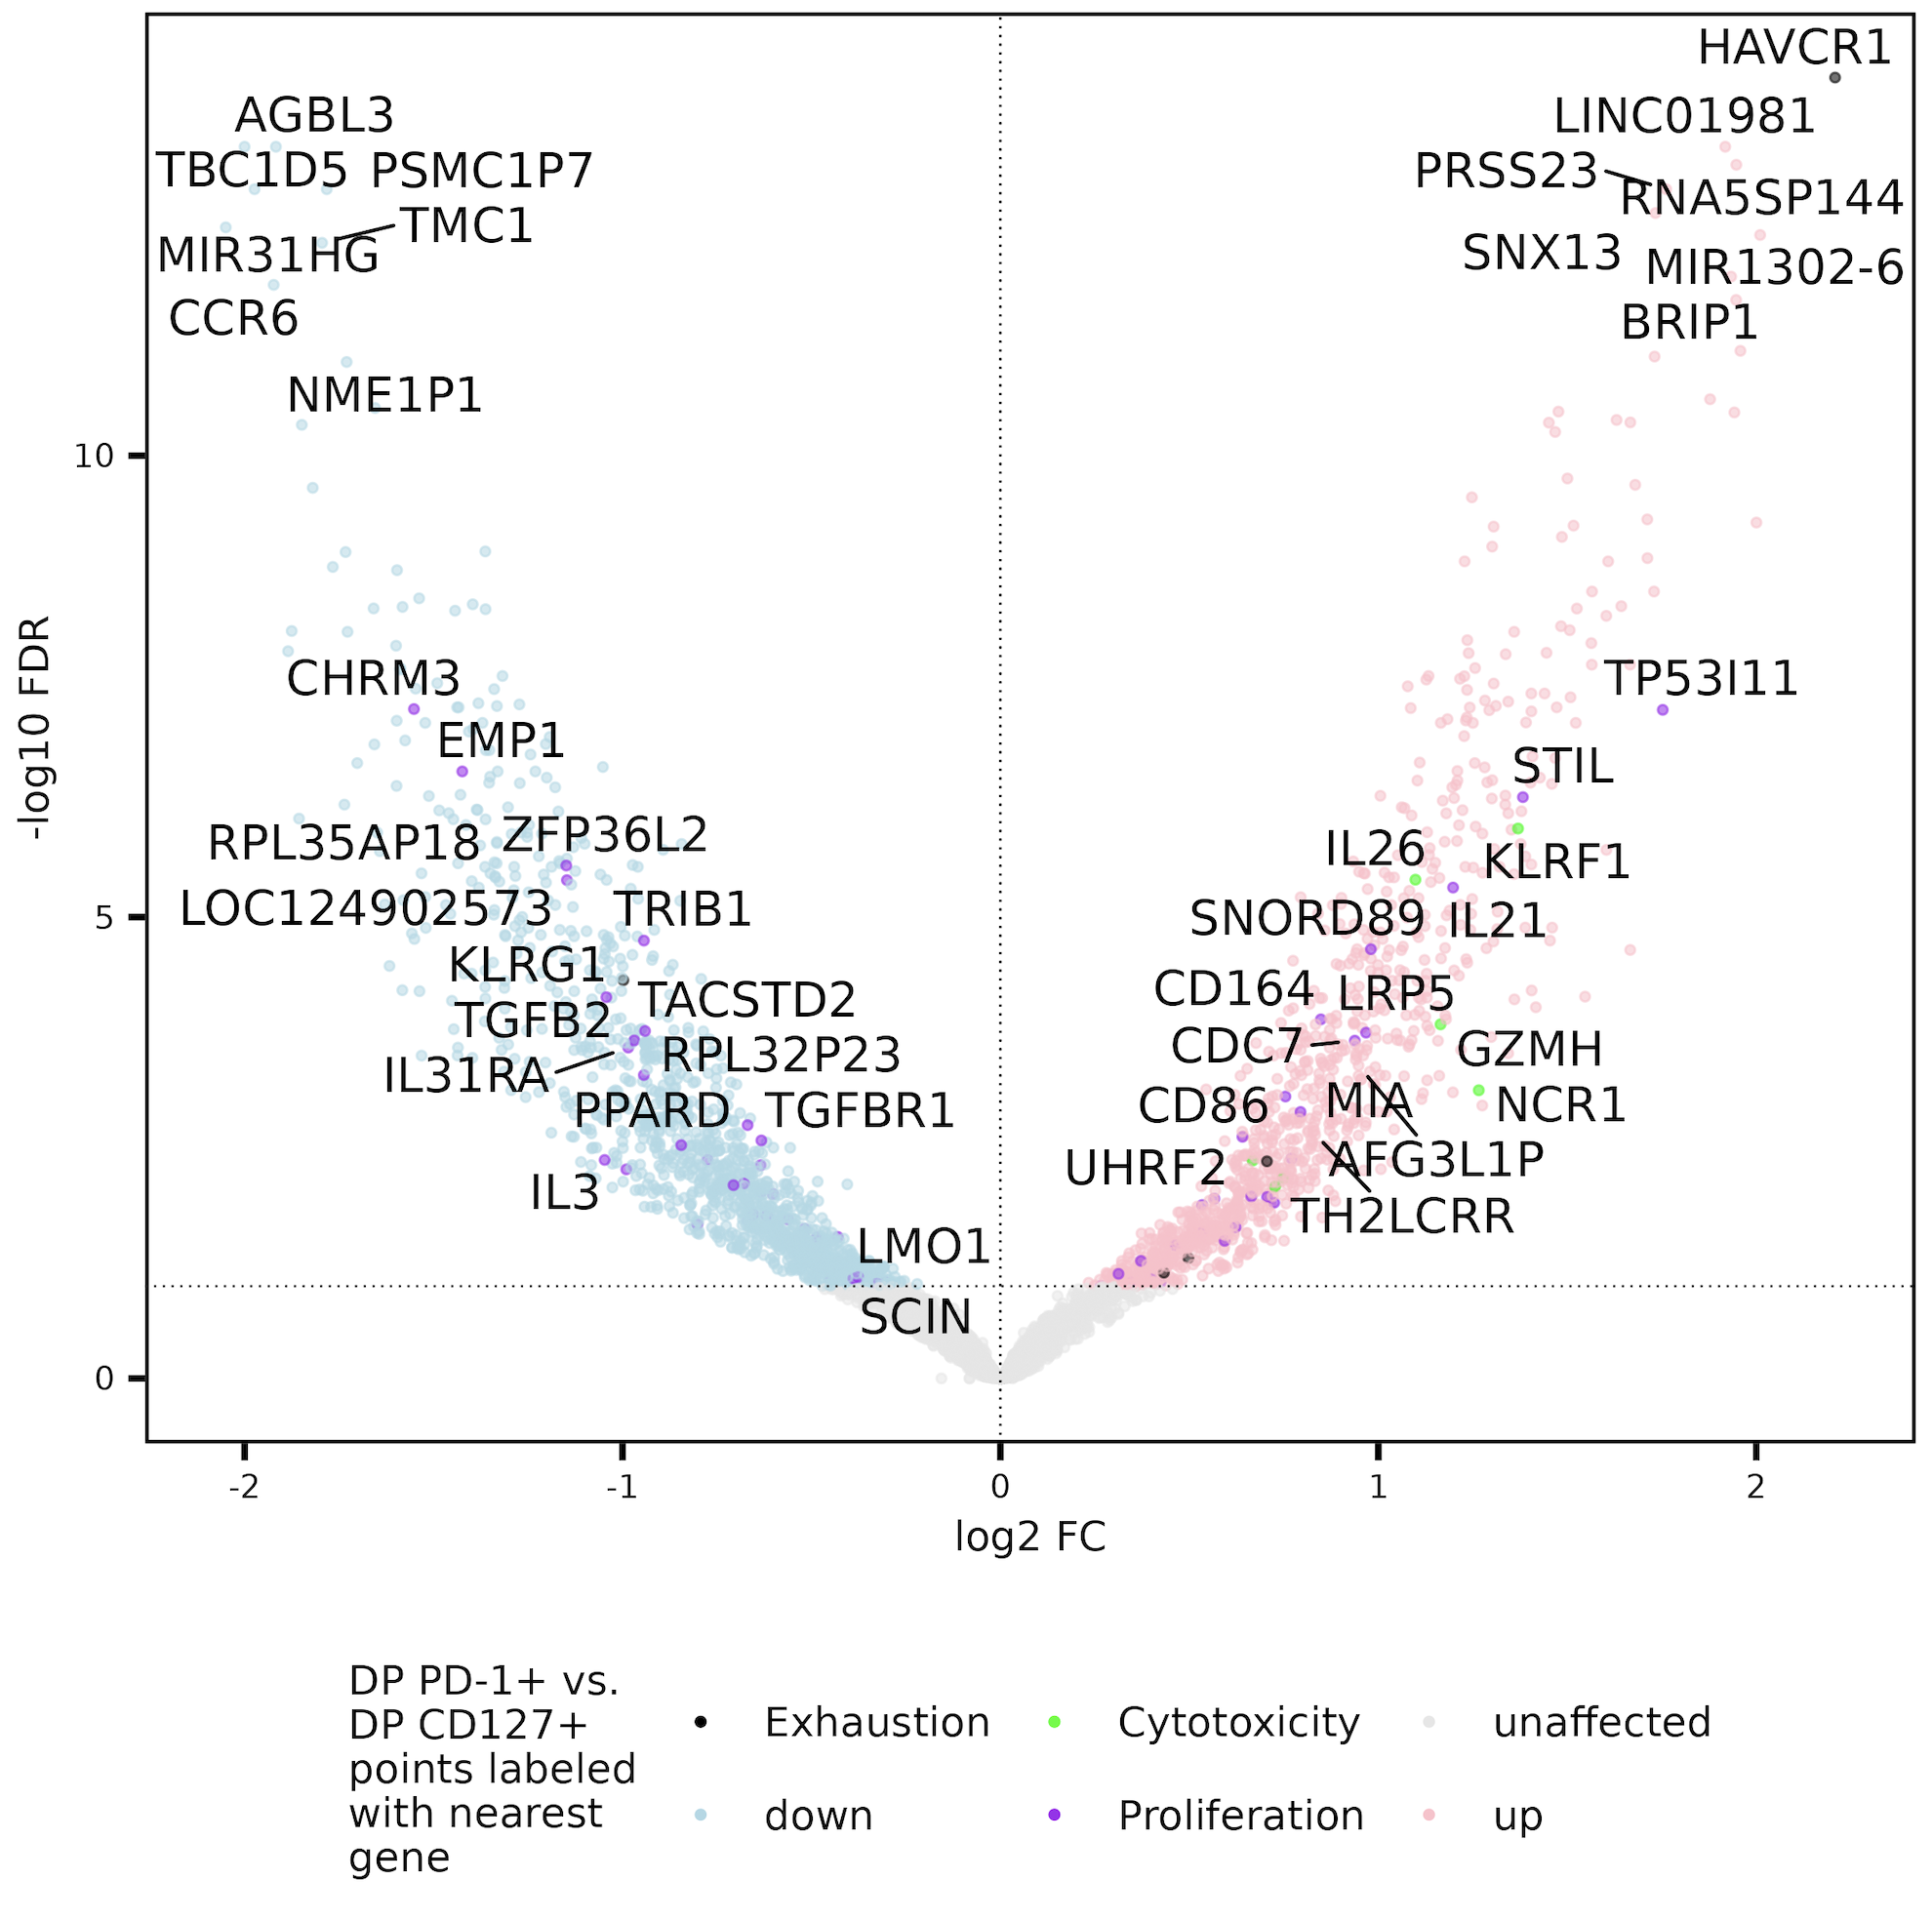 HAVCR1
AGBL3
LINC01981
TBC1D5 PSMC1P7
PRSS23
RNA5SP144
TMC1
MIR31HG
SNX13
MIR1302-6
CCR6
BRIP1
NME1P1
10
CHRM3
TP53I11
EMP1
STIL
RPL35AP18
ZFP36L2
IL26
KLRF1
LOC124902573
TRIB1
SNORD89
IL21
5
KLRG1
TACSTD2
CD164
LRP5
TGFB2
RPL32P23
CDC7
GZMH
IL31RA
PPARD
TGFBR1
CD86
MIA
NCR1
UHRF2
AFG3L1P
IL3
TH2LCRR
LMO1
SCIN
0
-log10 FDR
-2
-1
0
1
2
log2 FC
DP PD-1+ vs.
DP CD127+
points labeled
with nearest
gene
Exhaustion
Cytotoxicity
unaffected
down
Proliferation
up